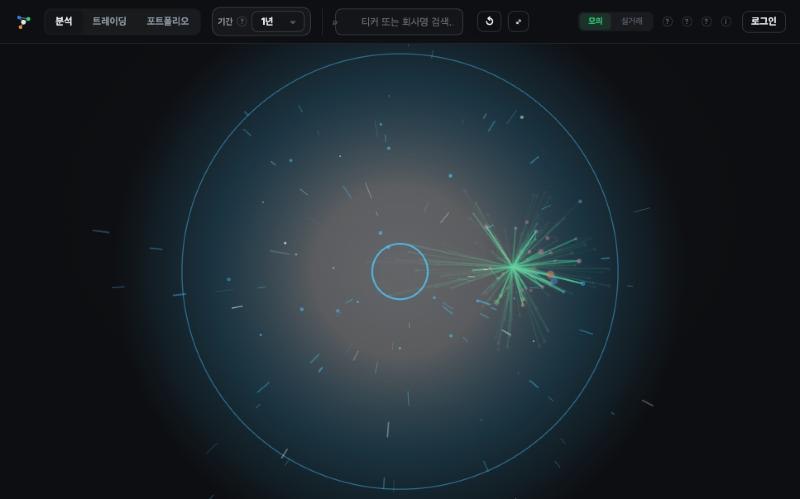 분석 트레이딩 포트폴리오 기간 ? 1년 티커 또는 회사명 검색.. 모의 실거래 ? ? ? i 로그인